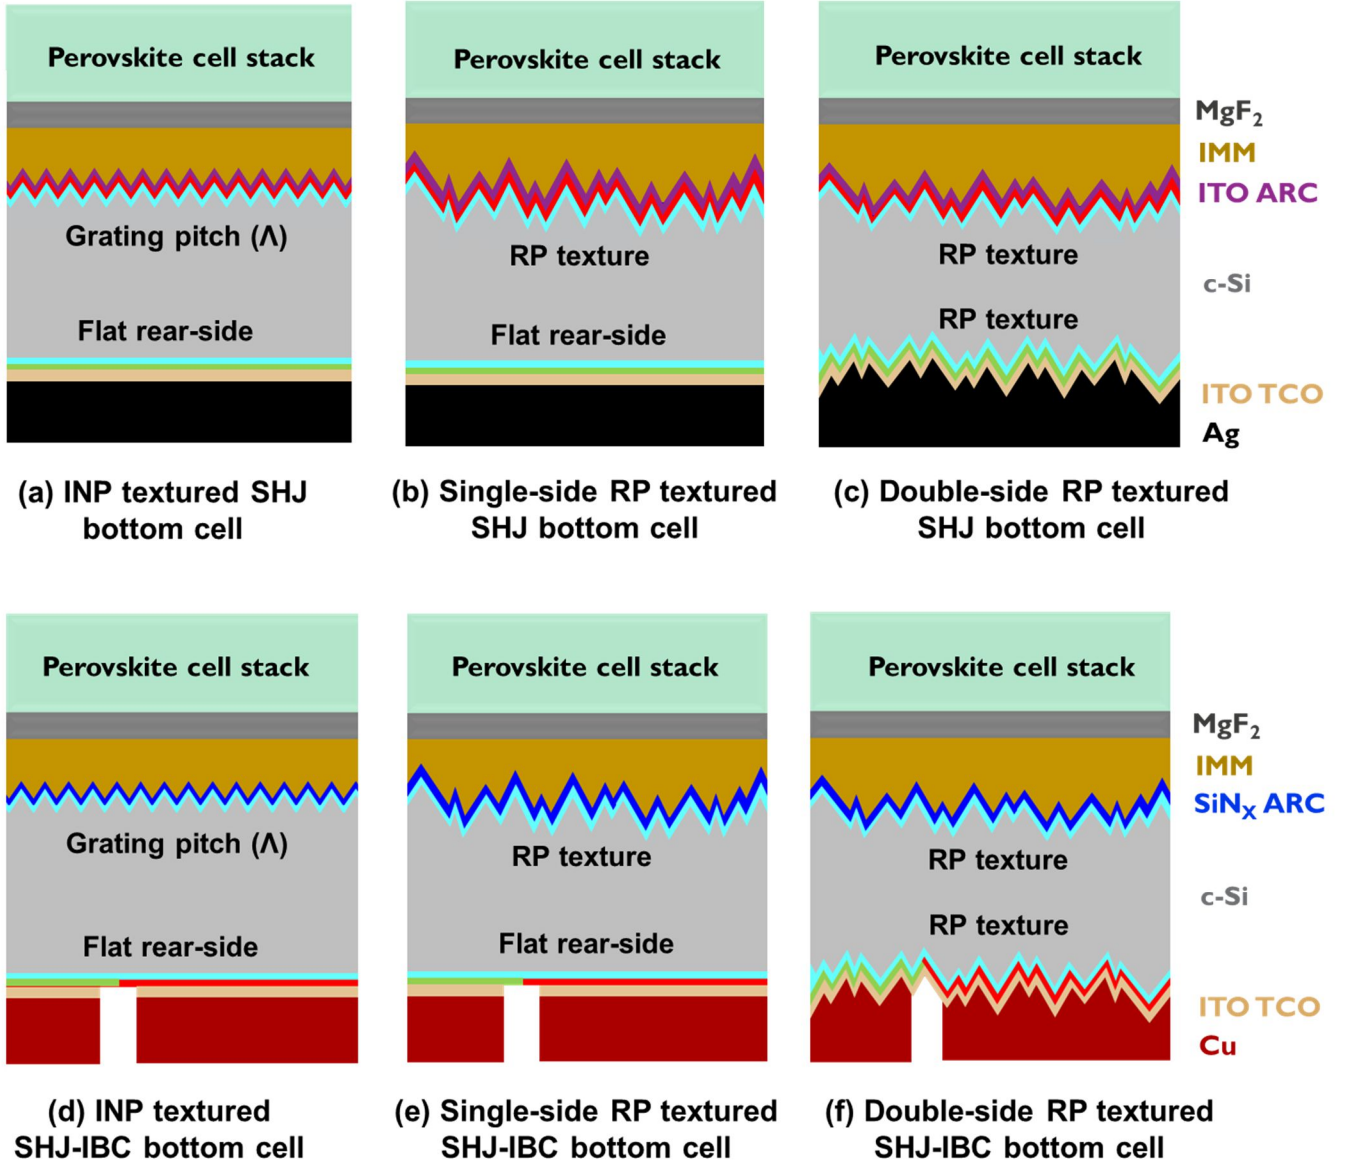 Perovskite cell stack
Perovskite cell stack
Perovskite cell stack
MgF₂
IMM
ITO ARC
Grating pitch (Λ)
RP texture
RP texture
c-Si
Flat rear-side
Flat rear-side
RP texture
ITO TCO
Ag
(a) INP textured SHJ
bottom cell
(b) Single-side RP textured
SHJ bottom cell
(c) Double-side RP textured
SHJ bottom cell
Perovskite cell stack
Perovskite cell stack
Perovskite cell stack
MgF₂
IMM
SiNₓ ARC
Grating pitch (Λ)
RP texture
RP texture
c-Si
Flat rear-side
Flat rear-side
RP texture
ITO TCO
Cu
(d) INP textured
SHJ-IBC bottom cell
(e) Single-side RP textured
SHJ-IBC bottom cell
(f) Double-side RP textured
SHJ-IBC bottom cell